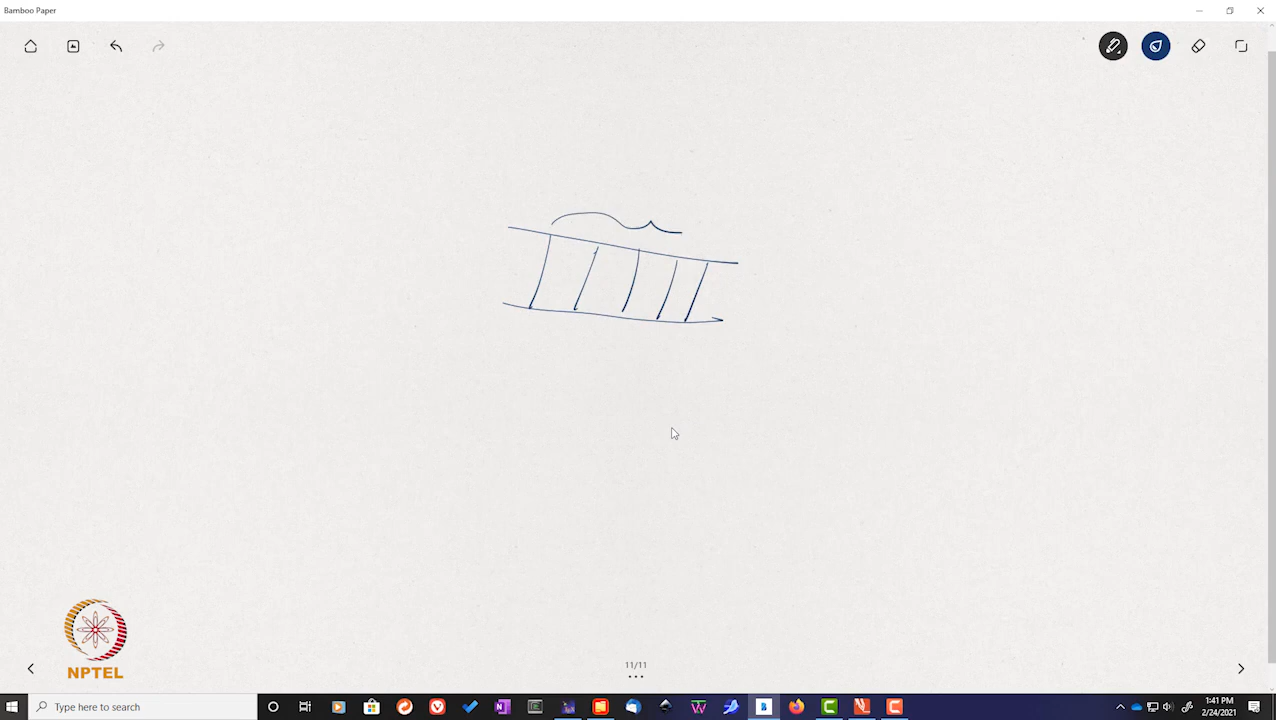 Bamboo Paper
NPTEL
11/11
Type here to search
1:41 PM
2/24/2021